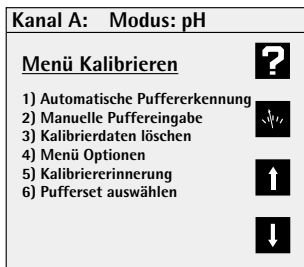 Kanal A: Modus: pH
Menü Kalibrieren
?
1) Automatische Puffererkennung
2) Manuelle Puffereingabe
3) Kalibrierdaten löschen
4) Menü Optionen
5) Kalibriererinnerung
6) Pufferset auswählen